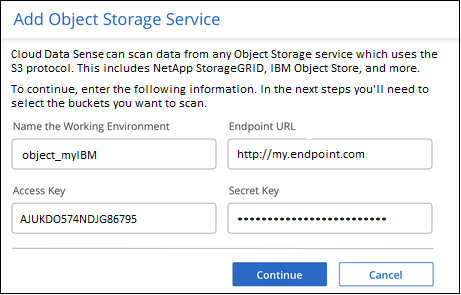 Add Object Storage Service
Cloud Data Sense can scan data from any Object Storage service which uses the
S3 protocol. This includes NetApp StorageGRID, IBM Object Store, and more.
To continue, enter the following information. In the next steps you'll need to
select the buckets you want to scan.
Name the Working Environment
Endpoint URL
object_myIBM
http://my.endpoint.com
Access Key
Secret Key
AJUKDO574NDJG86795
••••••••••••••••••••••••
Continue
Cancel